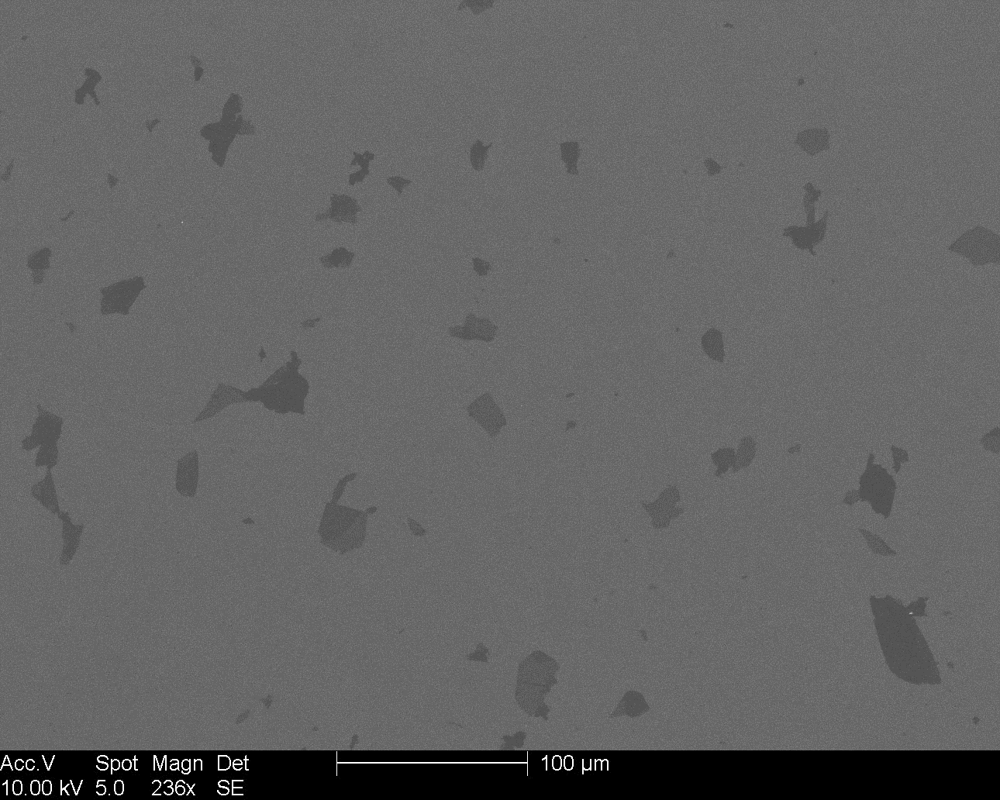 Acc.V Spot Magn Det
100 µm
10.00 kV 5.0 236x SE